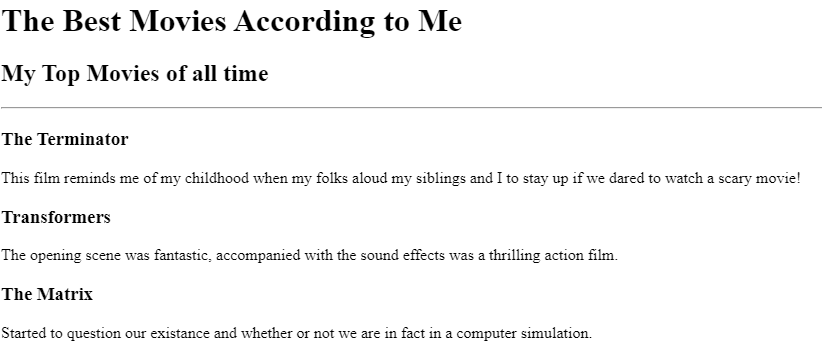 The Best Movies According to Me
My Top Movies of all time
The Terminator
This film reminds me of my childhood when my folks aloud my siblings and I to stay up if we dared to watch a scary movie!
Transformers
The opening scene was fantastic, accompanied with the sound effects was a thrilling action film.
The Matrix
Started to question our existance and whether or not we are in fact in a computer simulation.